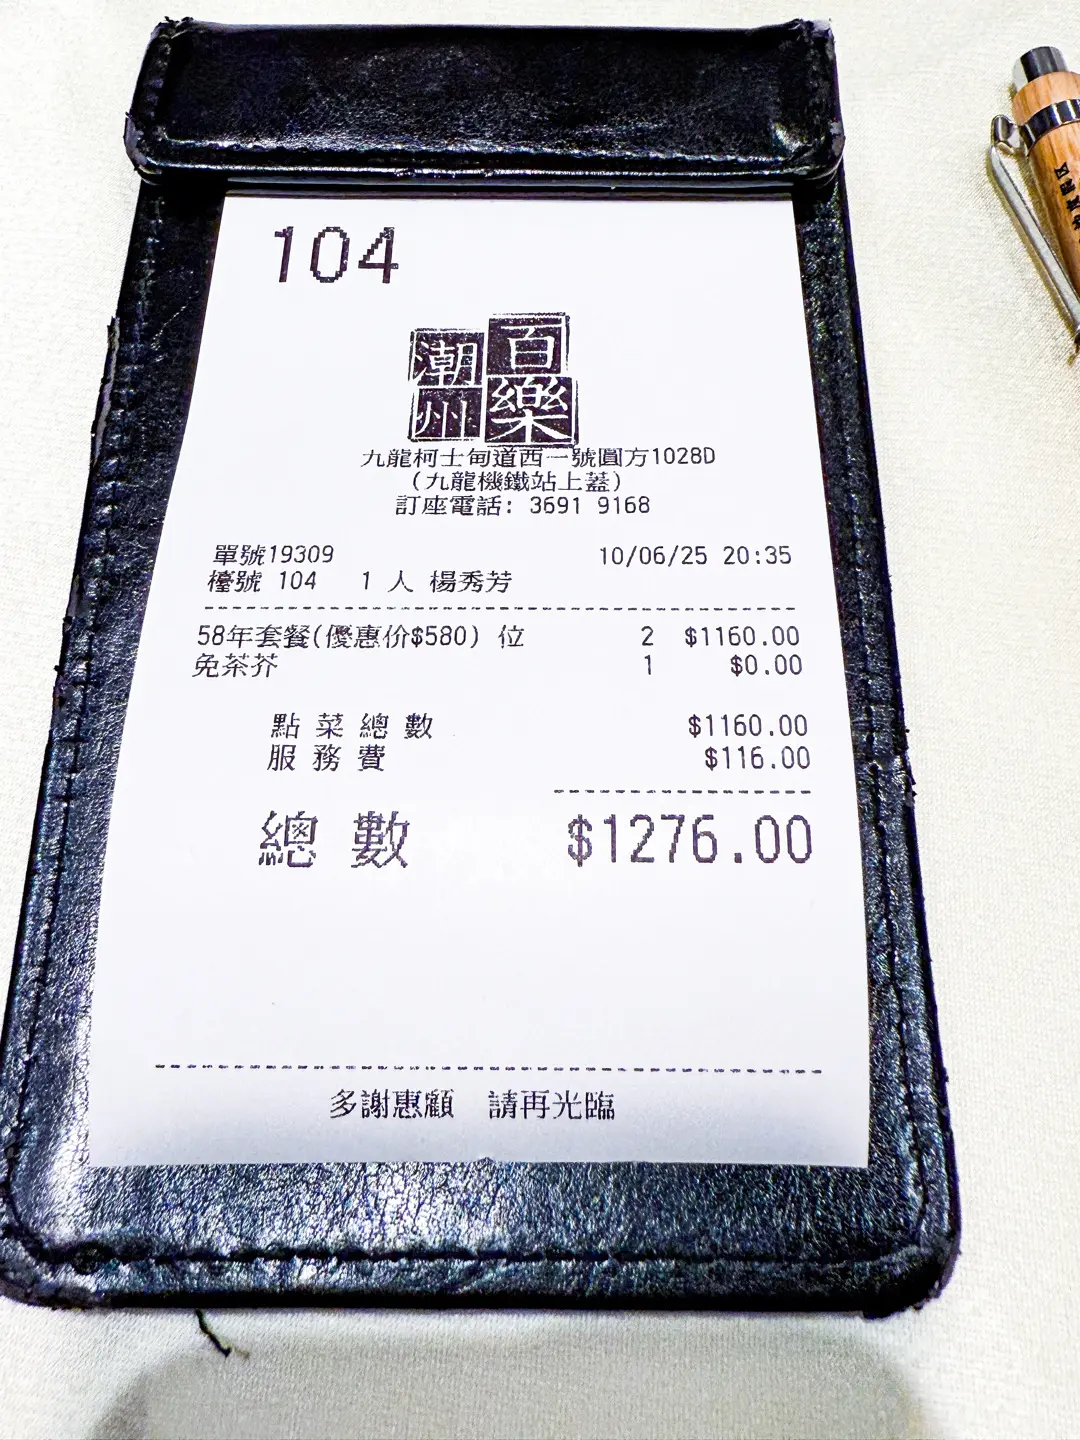 104
百樂
潮州
九龍柯士甸道西一號圓方1028D
(九龍機鐵站上蓋)
訂座電話: 3691 9168
單號19309 10/06/25 20:35
檯號 104 1 人 楊秀芳
58年套餐(優惠价$580) 位 2 $1160.00
免茶芥 1 $0.00
點菜總數 $1160.00
服務費 $116.00
總數 $1276.00
多謝惠顧 請再光臨